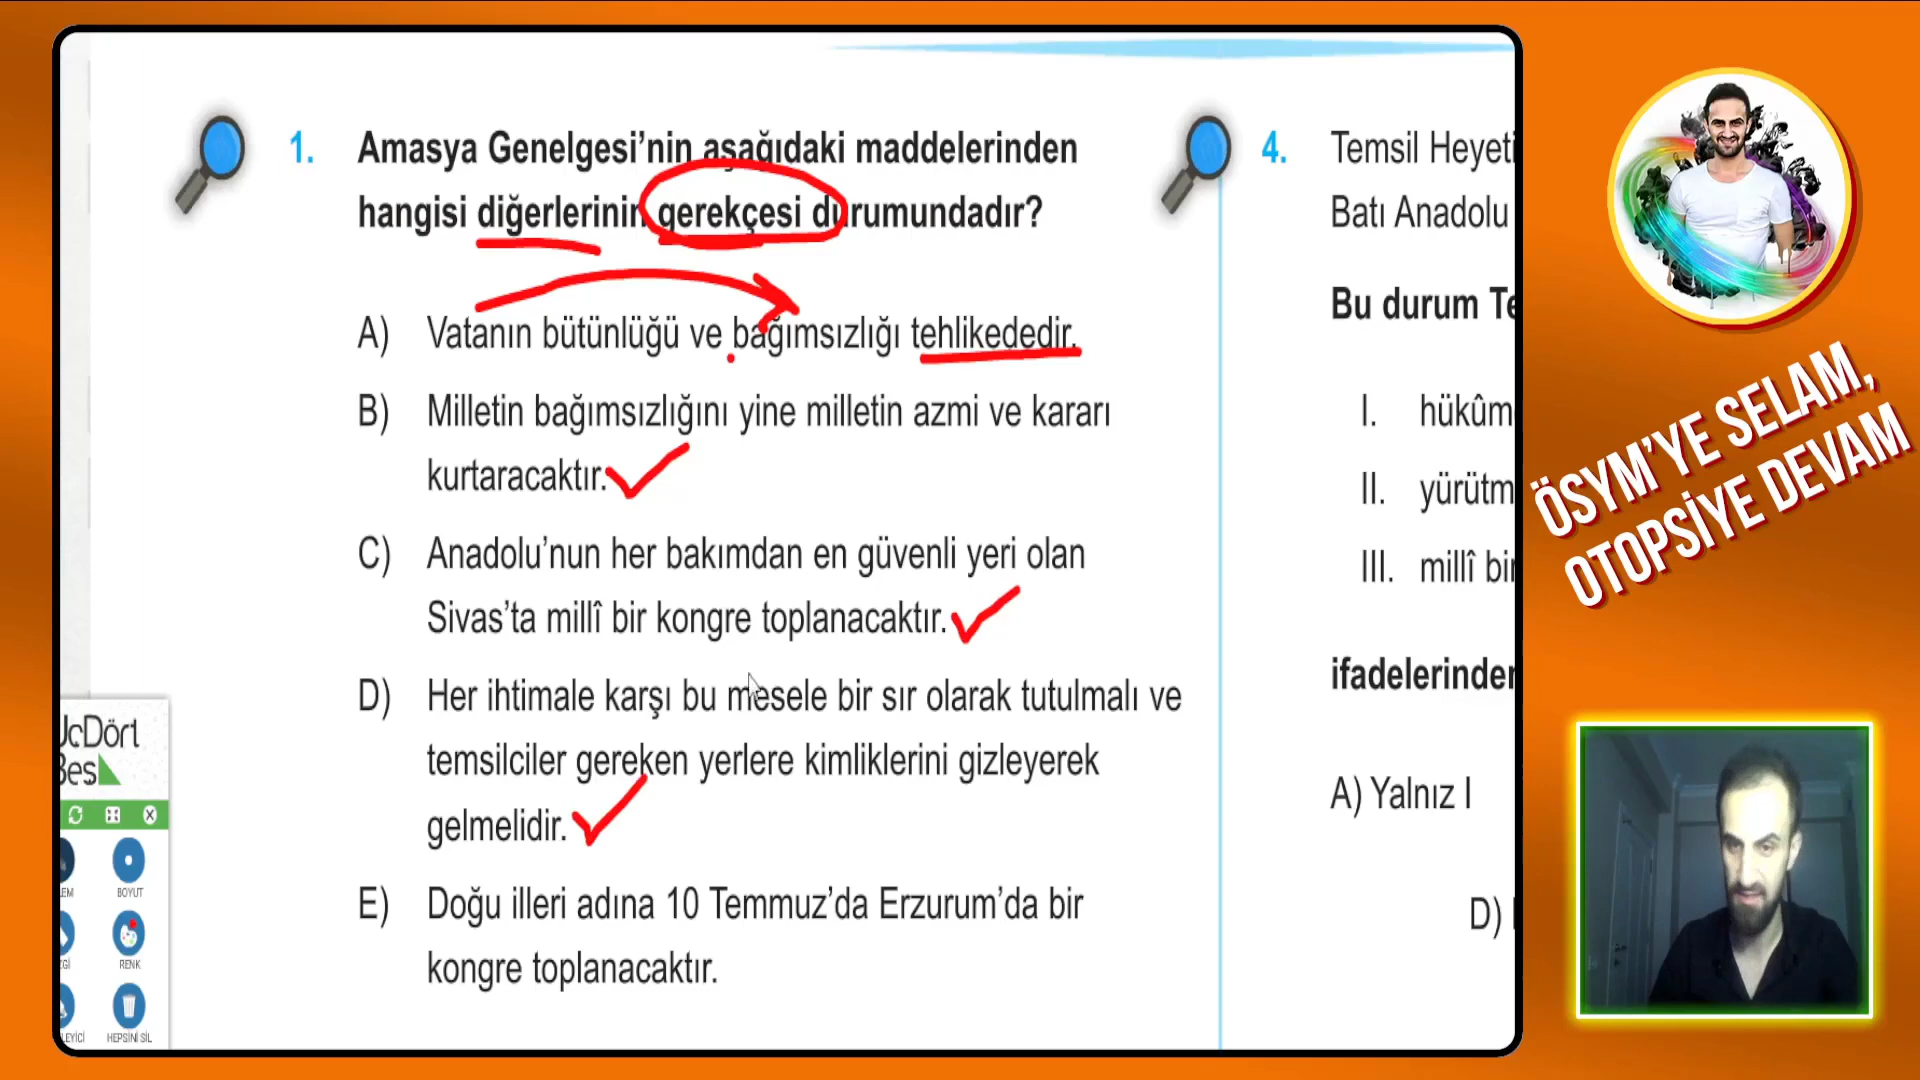 1. Amasya Genelgesi’nin aşağıdaki maddelerinden
hangisi diğerlerinin gerekçesi durumundadır?
A) Vatanın bütünlüğü ve bağımsızlığı tehlikededir.
B) Milletin bağımsızlığını yine milletin azmi ve kararı
kurtaracaktır.
C) Anadolu’nun her bakımdan en güvenli yeri olan
Sivas’ta millî bir kongre toplanacaktır.
D) Her ihtimale karşı bu mesele bir sır olarak tutulmalı ve
temsilciler gereken yerlere kimliklerini gizleyerek
gelmelidir.
E) Doğu illeri adına 10 Temmuz’da Erzurum’da bir
kongre toplanacaktır.
4. Temsil Heyeti
Batı Anadolu
Bu durum Te
I. hükûm
II. yürütm
III. millî bir
ifadelerinden
A) Yalnız I
D)
ÖSYM’YE SELAM,
OTOPSİYE DEVAM
ÜçDört
Beş
BOYUT
RENK
HEPSİNİ SİL